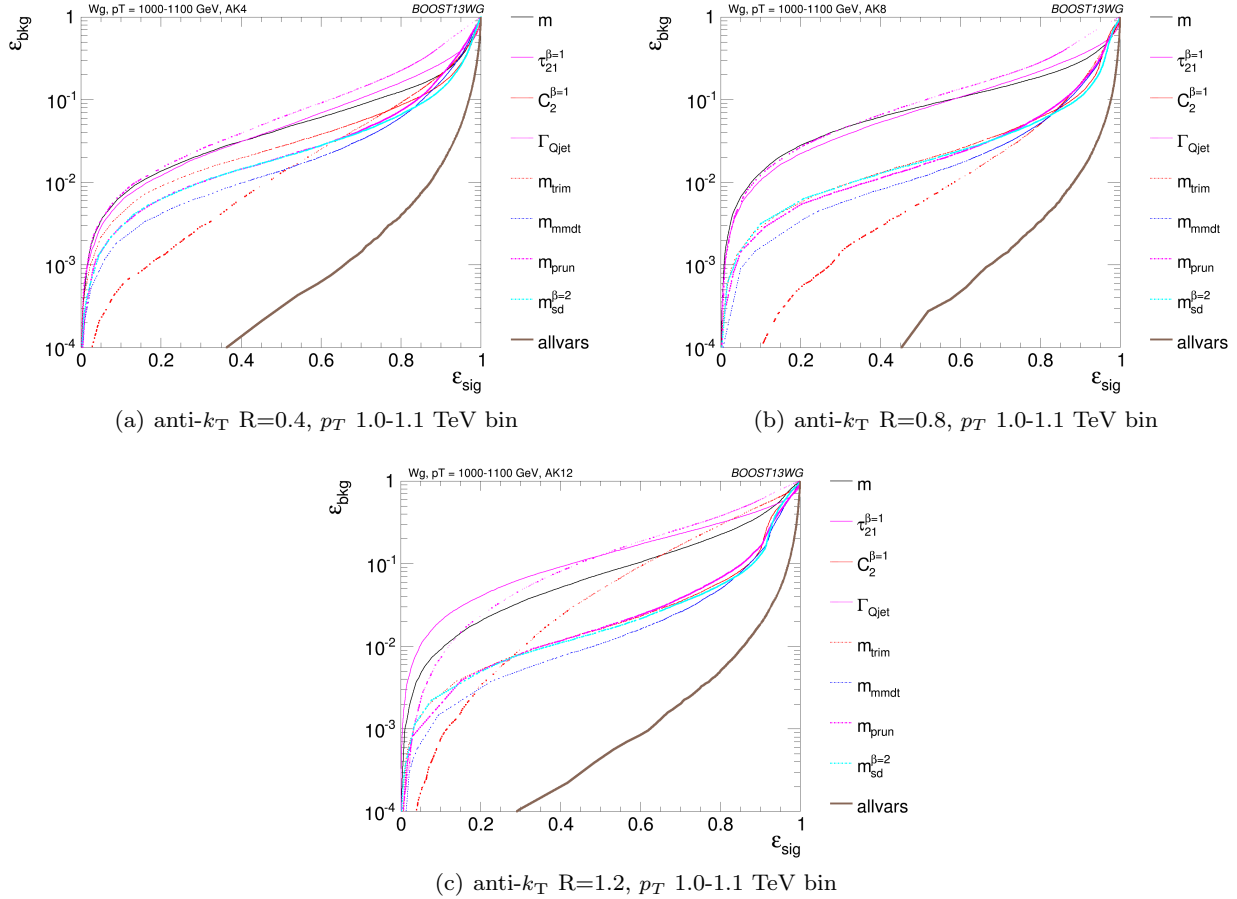 Wg, pT = 1000-1100 GeV, AK4 BOOST13WG
ε_bkg
1
10⁻¹
10⁻²
10⁻³
10⁻⁴
0 0.2 0.4 0.6 0.8 1
ε_sig
m
τ₂₁^β=1
C₂^β=1
Γ_Qjet
m_trim
m_mmdt
m_prun
m_sd^β=2
allvars
(a) anti-k_T R=0.4, p_T 1.0-1.1 TeV bin
Wg, pT = 1000-1100 GeV, AK8 BOOST13WG
ε_bkg
1
10⁻¹
10⁻²
10⁻³
10⁻⁴
0 0.2 0.4 0.6 0.8 1
ε_sig
m
τ₂₁^β=1
C₂^β=1
Γ_Qjet
m_trim
m_mmdt
m_prun
m_sd^β=2
allvars
(b) anti-k_T R=0.8, p_T 1.0-1.1 TeV bin
Wg, pT = 1000-1100 GeV, AK12 BOOST13WG
ε_bkg
1
10⁻¹
10⁻²
10⁻³
10⁻⁴
0 0.2 0.4 0.6 0.8 1
ε_sig
m
τ₂₁^β=1
C₂^β=1
Γ_Qjet
m_trim
m_mmdt
m_prun
m_sd^β=2
allvars
(c) anti-k_T R=1.2, p_T 1.0-1.1 TeV bin